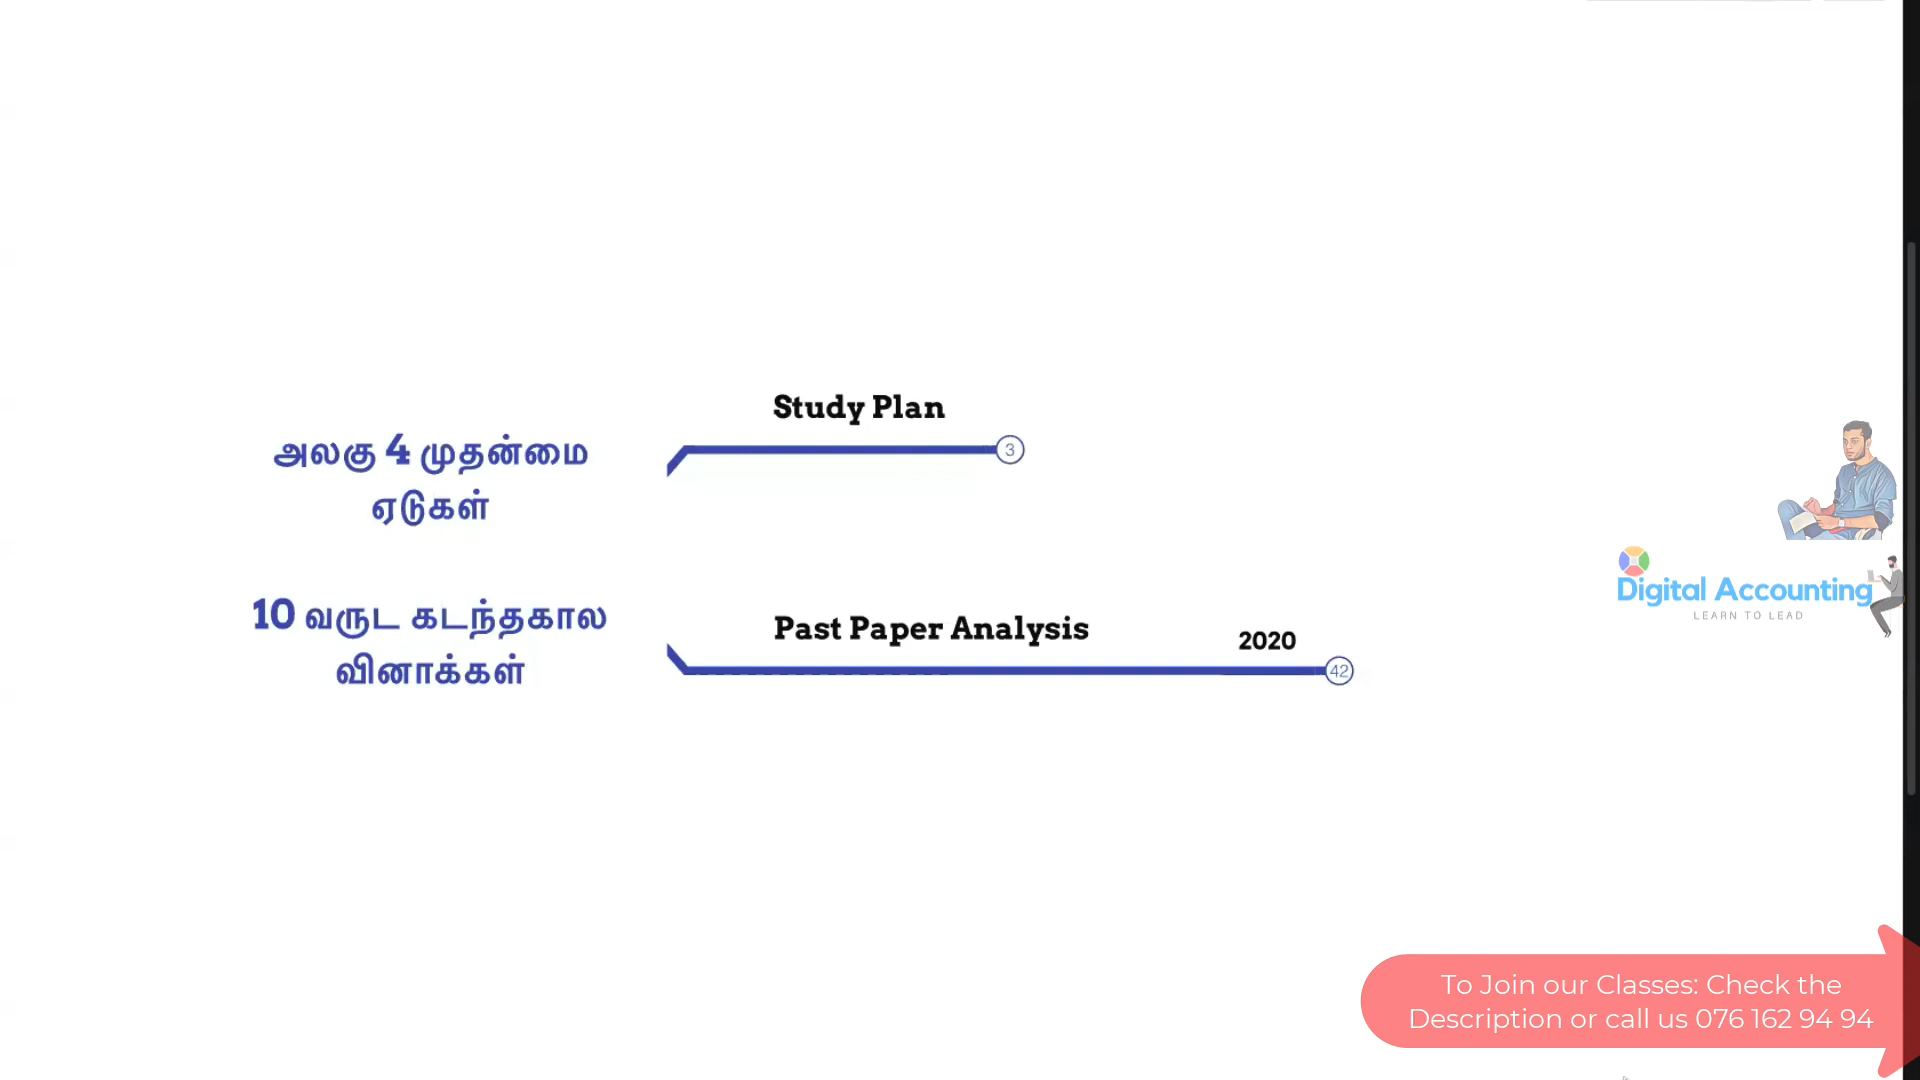 Study Plan
அலகு 4 முதன்மை
ஏடுகள்
3
10 வருட கடந்தகால
வினாக்கள்
Past Paper Analysis
2020
42
Digital Accounting
LEARN TO LEAD
To Join our Classes: Check the
Description or call us 076 162 94 94